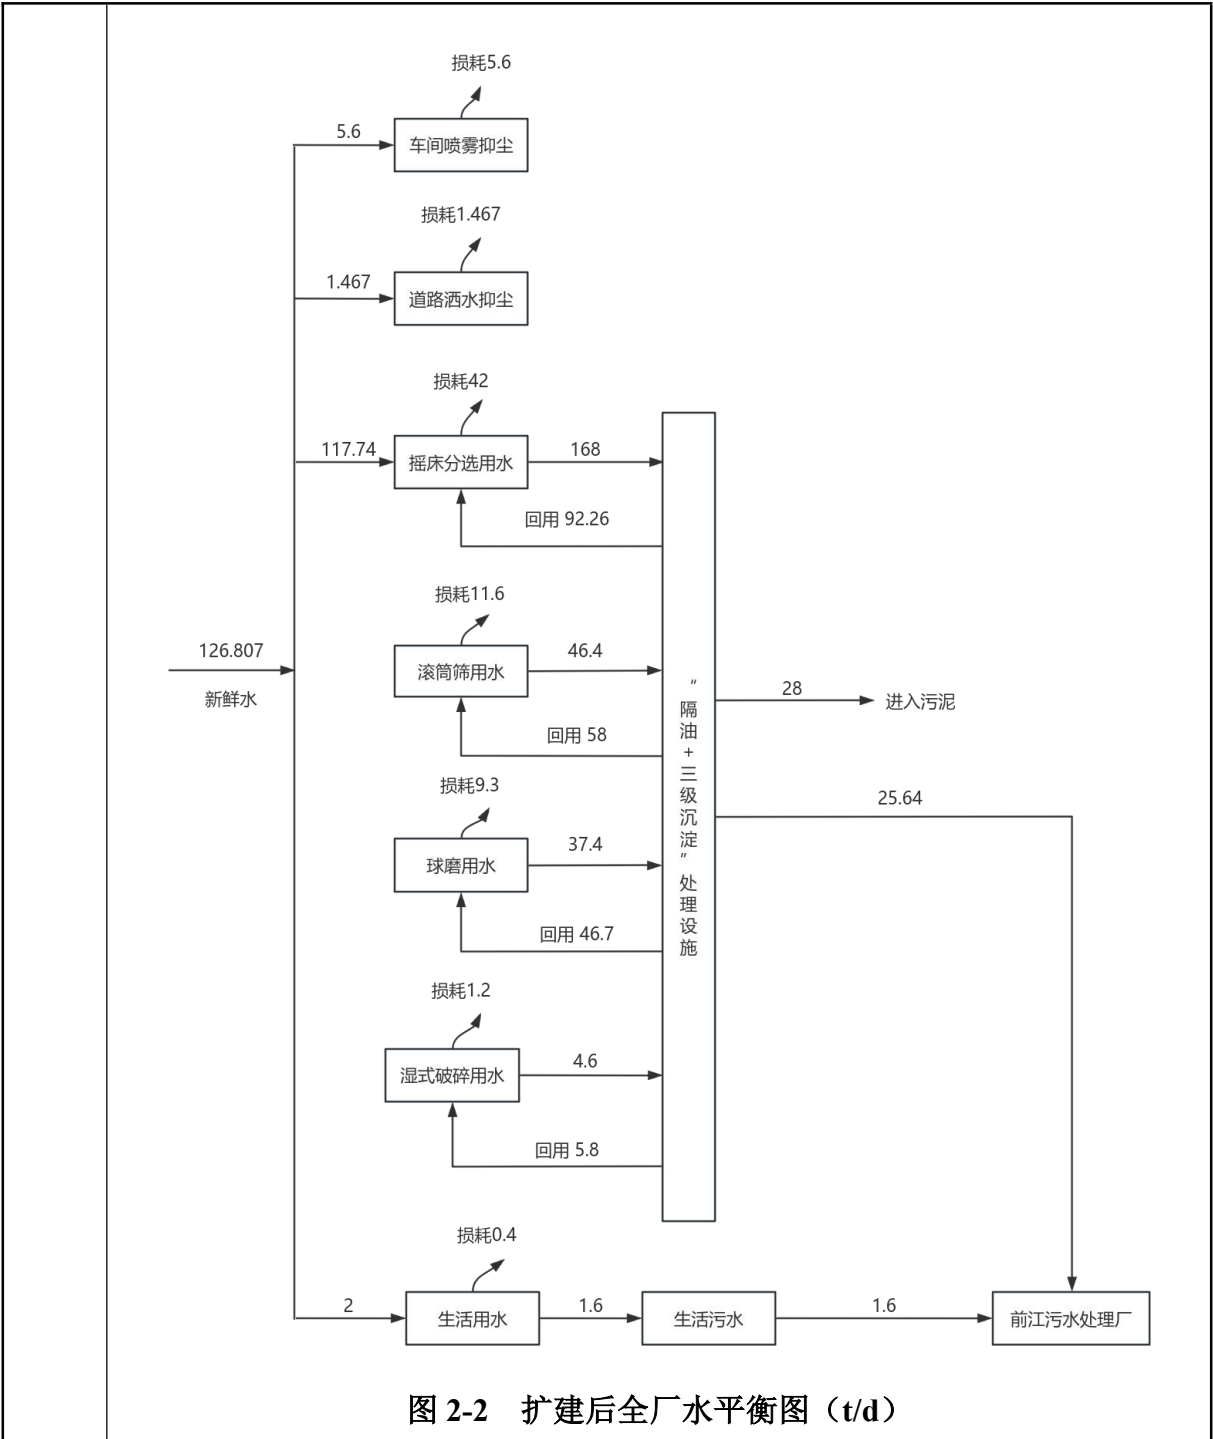 损耗5.6
5.6
车间喷雾抑尘
损耗1.467
1.467
道路洒水抑尘
损耗42
117.74
摇床分选用水
168
回用 92.26
损耗11.6
126.807
新鲜水
滚筒筛用水
46.4
回用 58
“隔油+三级沉淀”处理设施
28
进入污泥
25.64
损耗9.3
球磨用水
37.4
回用 46.7
损耗1.2
湿式破碎用水
4.6
回用 5.8
损耗0.4
2
生活用水
1.6
生活污水
1.6
前江污水处理厂
图 2-2 扩建后全厂水平衡图（t/d）